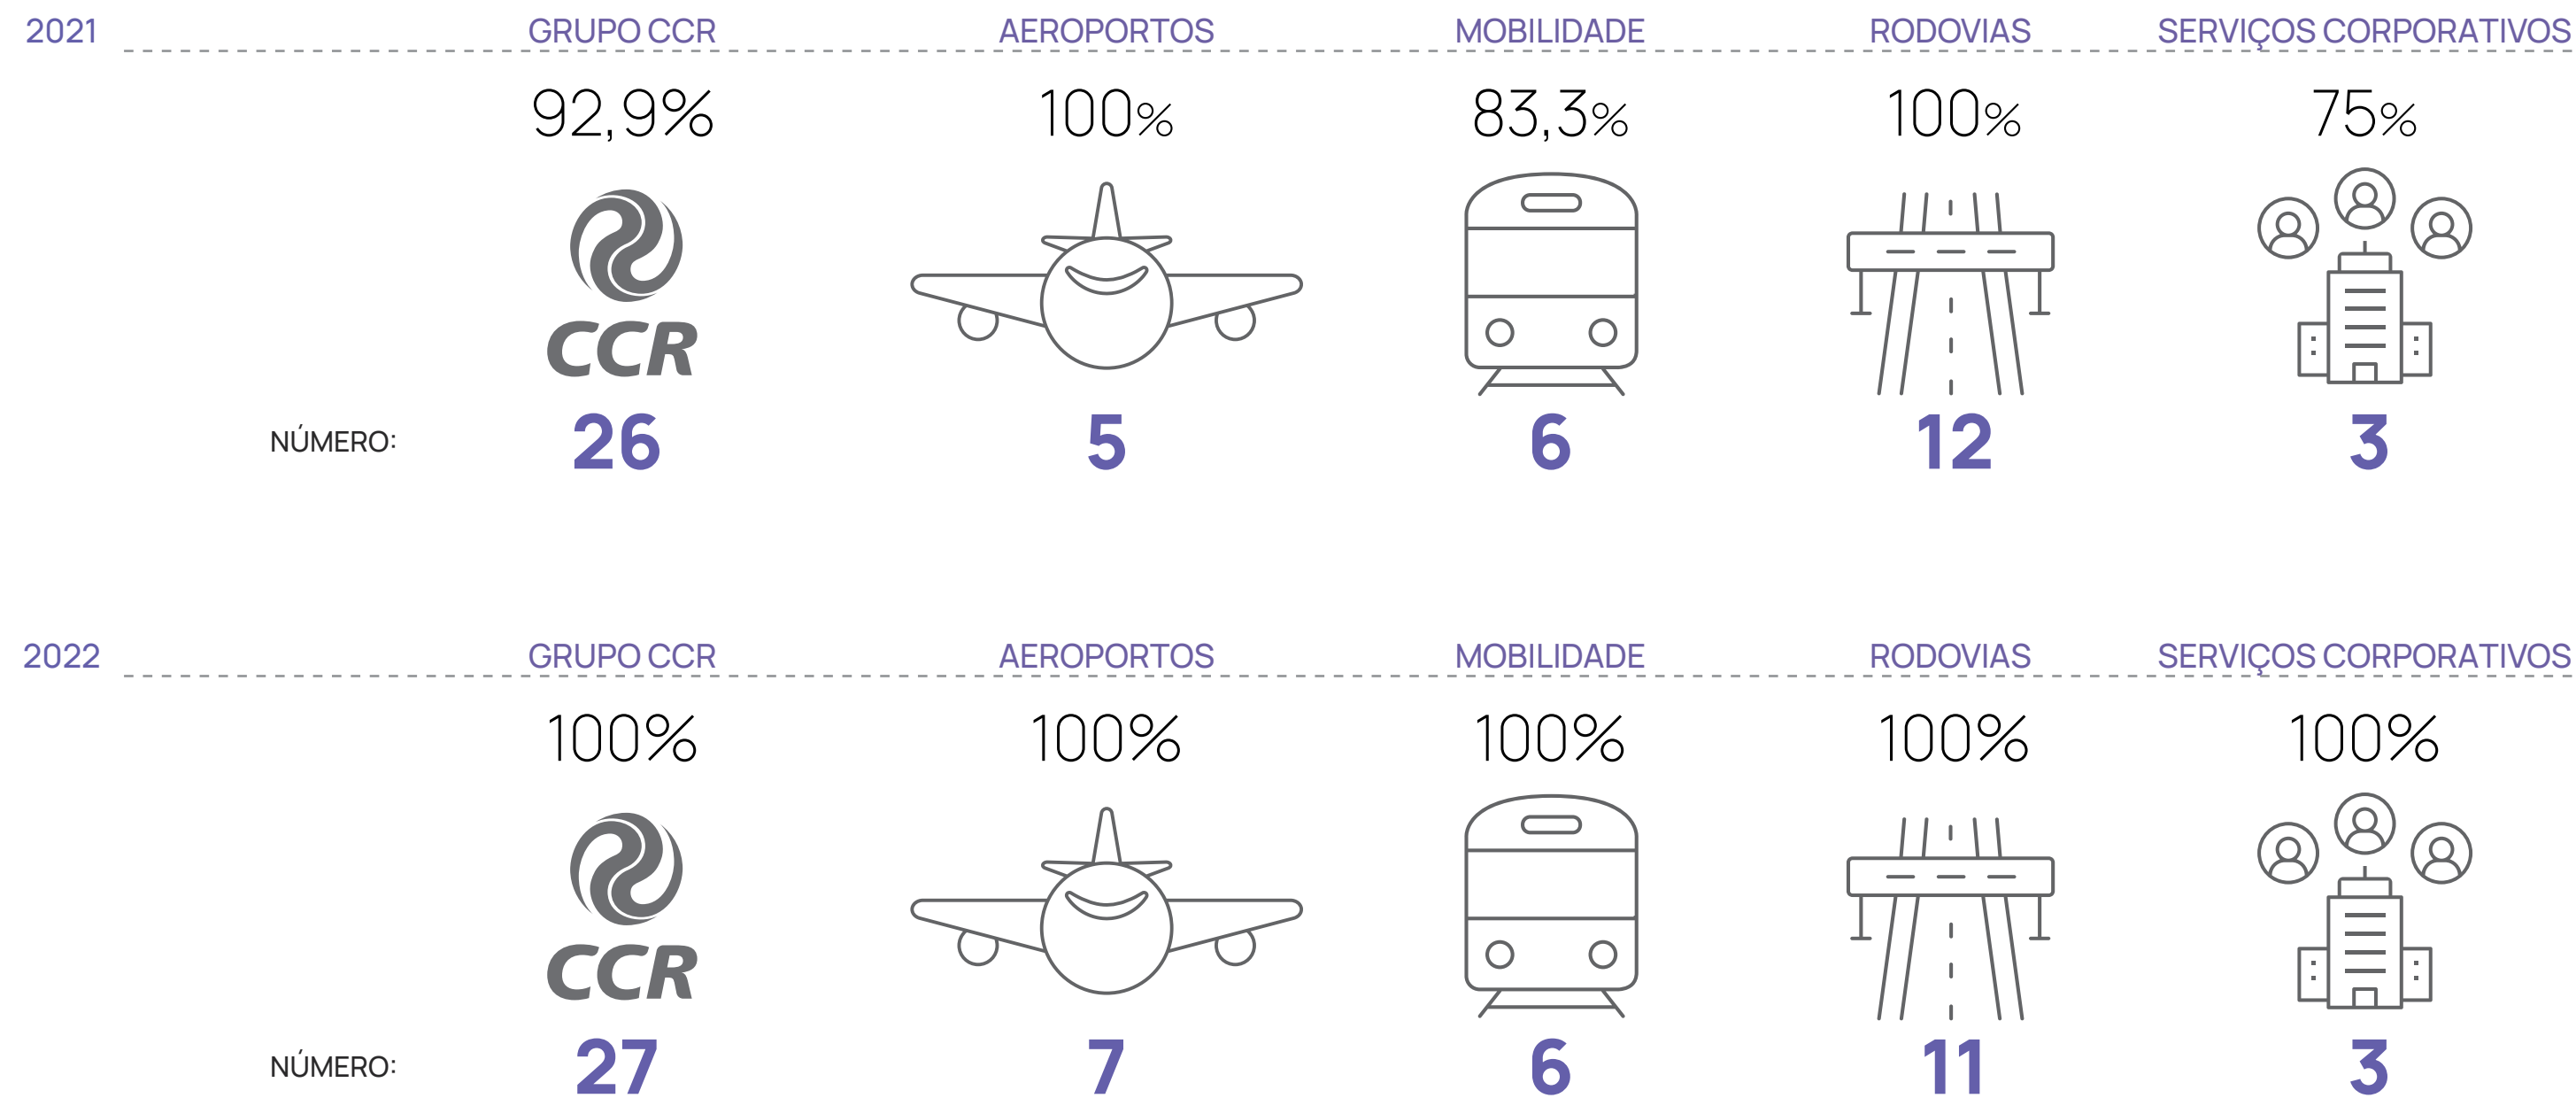 2021 GRUPO CCR AEROPORTOS MOBILIDADE RODOVIAS SERVIÇOS CORPORATIVOS
92,9% 100% 83,3% 100% 75%
CCR
NÚMERO: 26 5 6 12 3
2022 GRUPO CCR AEROPORTOS MOBILIDADE RODOVIAS SERVIÇOS CORPORATIVOS
100% 100% 100% 100% 100%
CCR
NÚMERO: 27 7 6 11 3